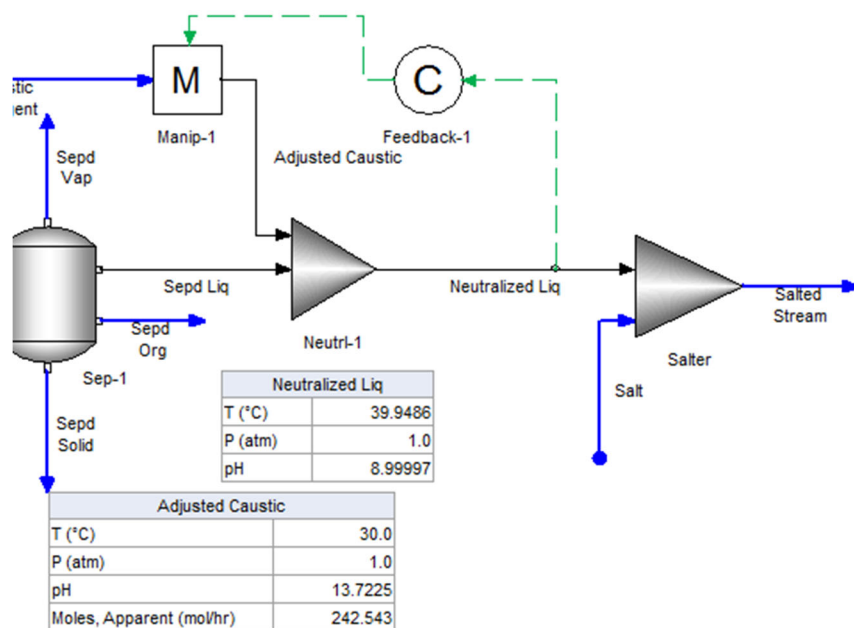 M
C
Manip-1
Feedback-1
Sepd
Vap
Adjusted Caustic
Sepd Liq
Neutralized Liq
Salted
Stream
Sepd
Org
Neutrl-1
Salter
Sep-1
Salt
Sepd
Solid
Neutralized Liq
T (°C) 39.9486
P (atm) 1.0
pH 8.99997
Adjusted Caustic
T (°C) 30.0
P (atm) 1.0
pH 13.7225
Moles, Apparent (mol/hr) 242.543